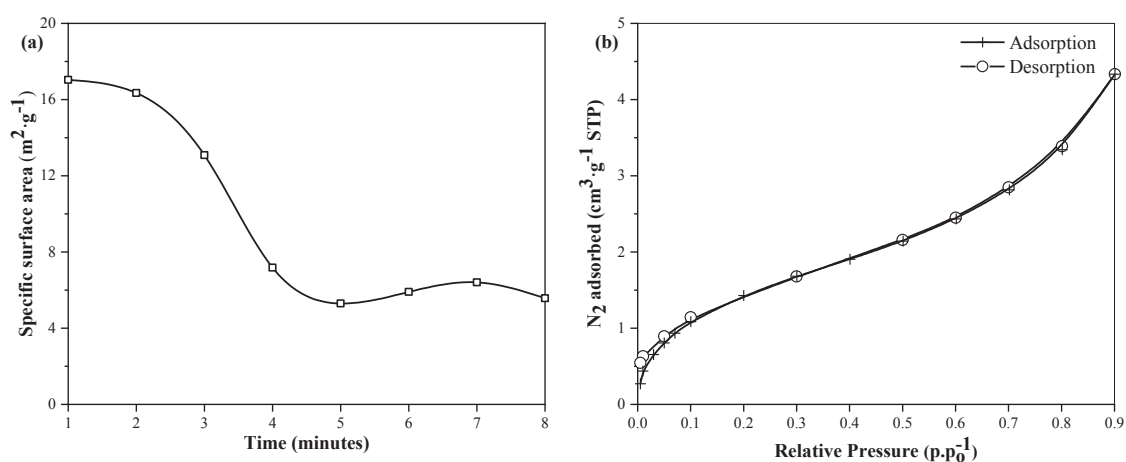 (a)
Specific surface area (m²·g⁻¹)
20
16
12
8
4
0
1 2 3 4 5 6 7 8
Time (minutes)
(b)
Adsorption
Desorption
N₂ adsorbed (cm³·g⁻¹ STP)
5
4
3
2
1
0
0.0 0.1 0.2 0.3 0.4 0.5 0.6 0.7 0.8 0.9
Relative Pressure (p.p₀⁻¹)